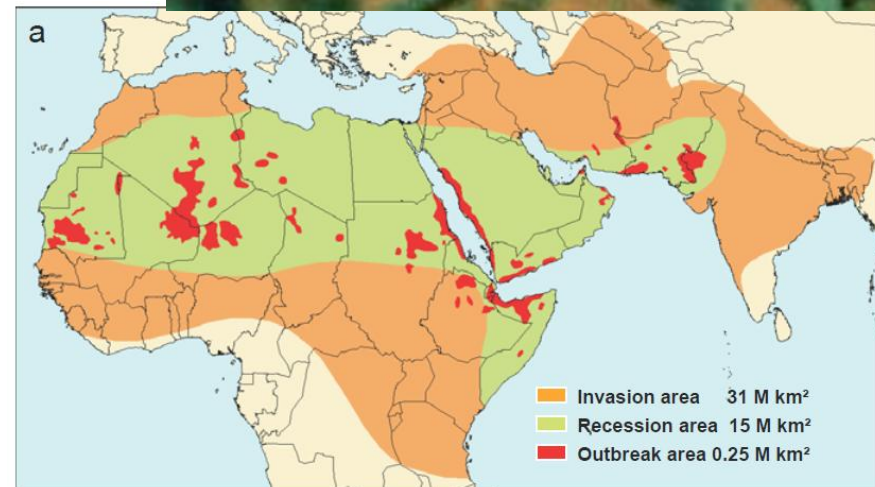 a
Invasion area 31 M km²
Recession area 15 M km²
Outbreak area 0.25 M km²